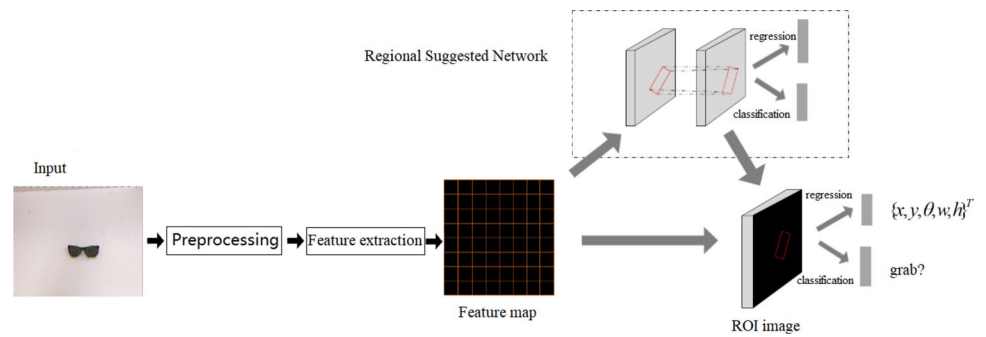 Regional Suggested Network
regression
classification
Input
Preprocessing
Feature extraction
Feature map
regression
{x,y,θ,w,h}ᵀ
classification
grab?
ROI image